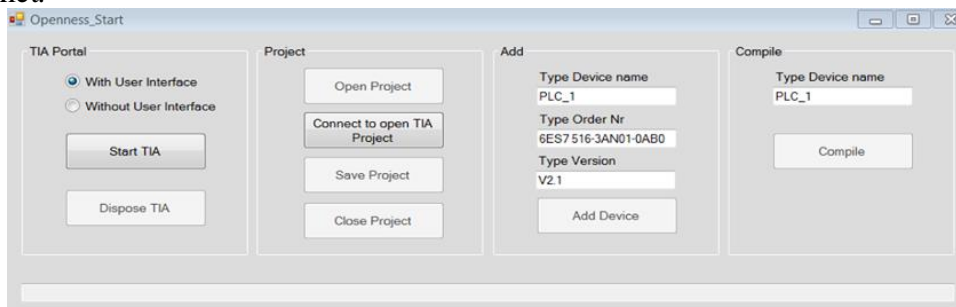 Openness_Start
TIA Portal
With User Interface
Without User Interface
Start TIA
Dispose TIA
Project
Open Project
Connect to open TIA
Project
Save Project
Close Project
Add
Type Device name
PLC_1
Type Order Nr
6ES7 516-3AN01-0AB0
Type Version
V2.1
Add Device
Compile
Type Device name
PLC_1
Compile